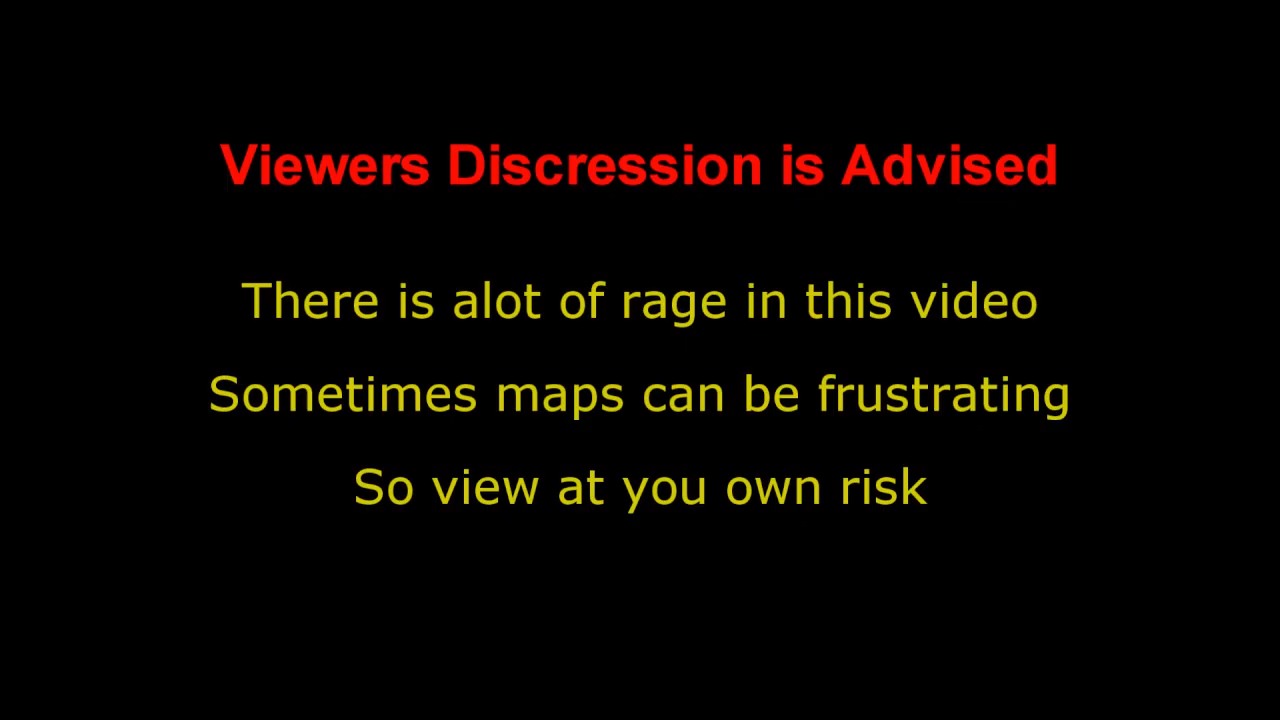 Viewers Discression is Advised
There is alot of rage in this video
Sometimes maps can be frustrating
So view at you own risk